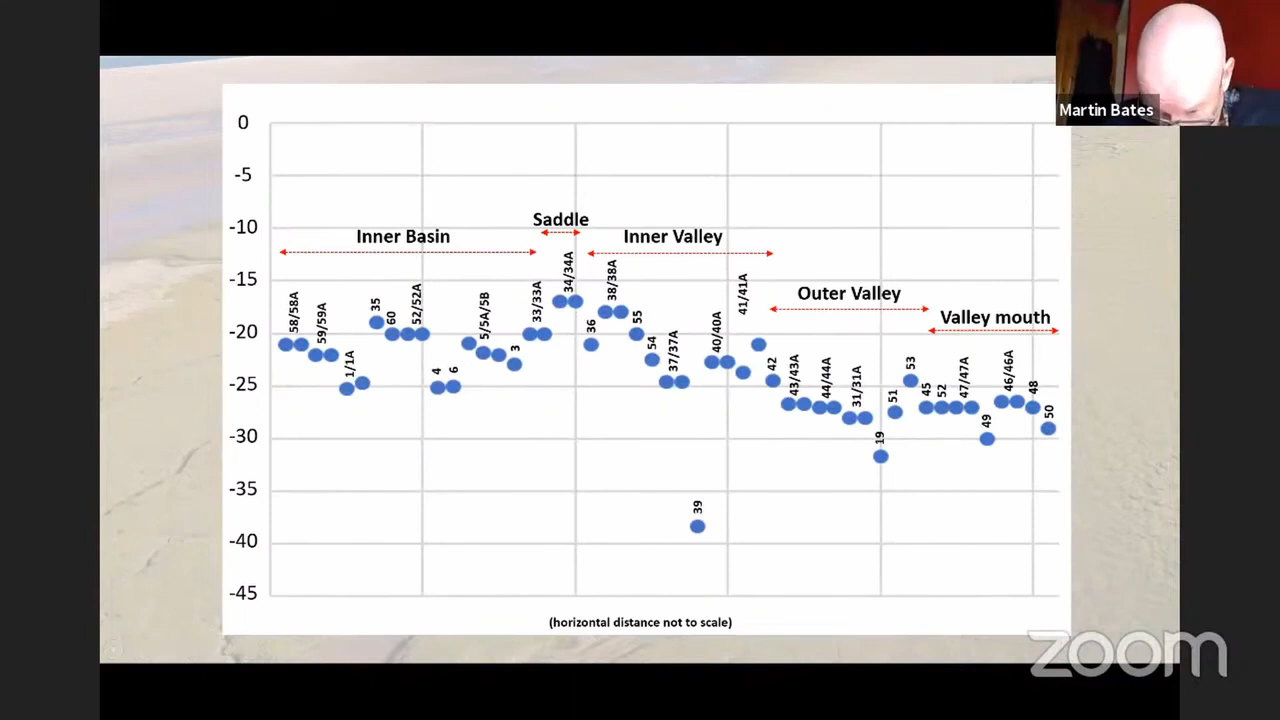 Martin Bates
0
-5
-10
-15
-20
-25
-30
-35
-40
-45
Inner Basin
Saddle
Inner Valley
Outer Valley
Valley mouth
58/58A
59/59A
1/1A
35
60
52/52A
4
6
5/5A/5B
3
33/33A
34/34A
36
38/38A
55
54
37/37A
39
40/40A
41/41A
42
43/43A
44/44A
31/31A
19
51
53
45
52
47/47A
49
46/46A
48
50
(horizontal distance not to scale)
zoom